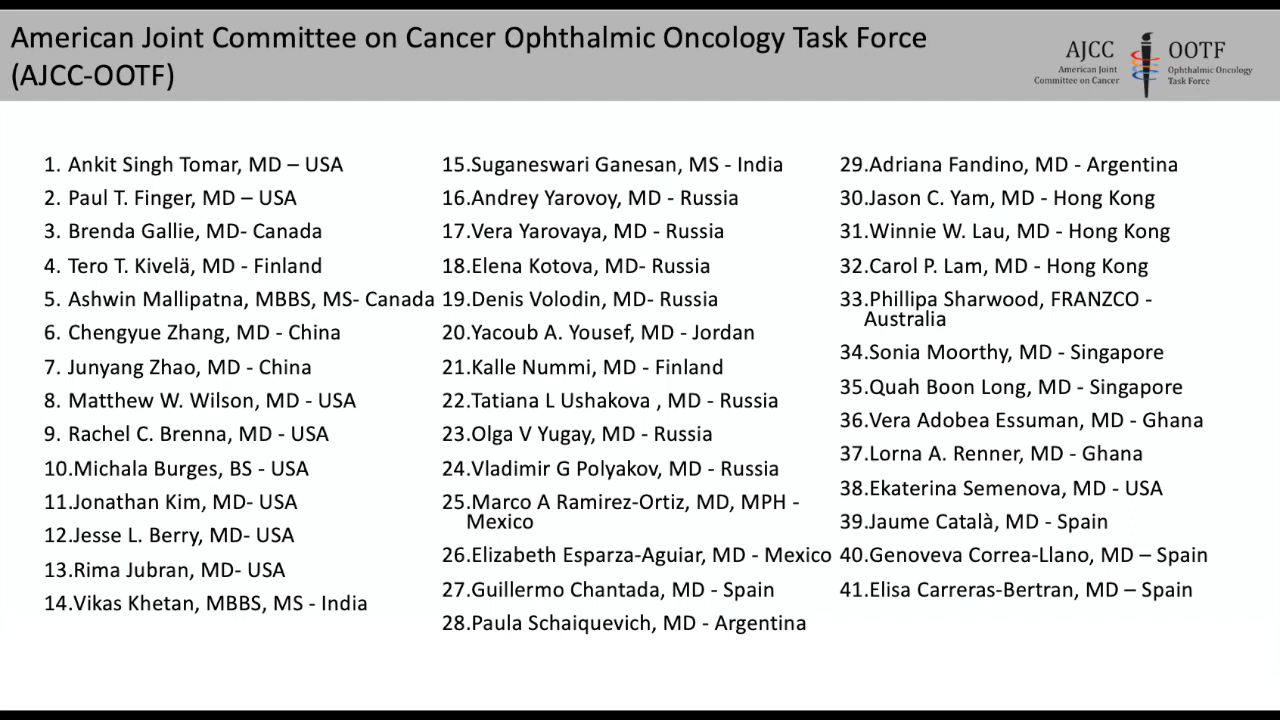 American Joint Committee on Cancer Ophthalmic Oncology Task Force
(AJCC-OOTF)
AJCC
American Joint
Committee on Cancer
OOTF
Ophthalmic Oncology
Task Force
1. Ankit Singh Tomar, MD – USA
2. Paul T. Finger, MD – USA
3. Brenda Gallie, MD- Canada
4. Tero T. Kivelä, MD - Finland
5. Ashwin Mallipatna, MBBS, MS- Canada
6. Chengyue Zhang, MD - China
7. Junyang Zhao, MD - China
8. Matthew W. Wilson, MD - USA
9. Rachel C. Brenna, MD - USA
10.Michala Burges, BS - USA
11.Jonathan Kim, MD- USA
12.Jesse L. Berry, MD- USA
13.Rima Jubran, MD- USA
14.Vikas Khetan, MBBS, MS - India
15.Suganeswari Ganesan, MS - India
16.Andrey Yarovoy, MD - Russia
17.Vera Yarovaya, MD - Russia
18.Elena Kotova, MD- Russia
19.Denis Volodin, MD- Russia
20.Yacoub A. Yousef, MD - Jordan
21.Kalle Nummi, MD - Finland
22.Tatiana L Ushakova , MD - Russia
23.Olga V Yugay, MD - Russia
24.Vladimir G Polyakov, MD - Russia
25.Marco A Ramirez-Ortiz, MD, MPH -
Mexico
26.Elizabeth Esparza-Aguiar, MD - Mexico
27.Guillermo Chantada, MD - Spain
28.Paula Schaiquevich, MD - Argentina
29.Adriana Fandino, MD - Argentina
30.Jason C. Yam, MD - Hong Kong
31.Winnie W. Lau, MD - Hong Kong
32.Carol P. Lam, MD - Hong Kong
33.Phillipa Sharwood, FRANZCO -
Australia
34.Sonia Moorthy, MD - Singapore
35.Quah Boon Long, MD - Singapore
36.Vera Adobea Essuman, MD - Ghana
37.Lorna A. Renner, MD - Ghana
38.Ekaterina Semenova, MD - USA
39.Jaume Català, MD - Spain
40.Genoveva Correa-Llano, MD – Spain
41.Elisa Carreras-Bertran, MD – Spain